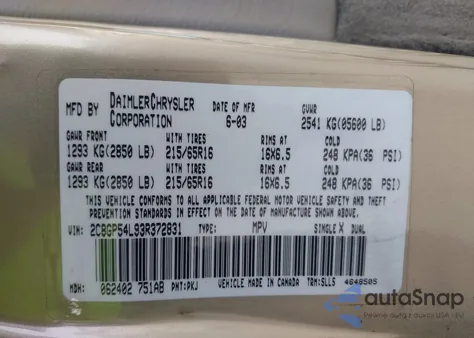 MFD BY DAIMLERCHRYSLER CORPORATION DATE OF MFR 6-03 GVWR 2541 KG(05600 LB)
GAWR FRONT WITH TIRES RIMS AT COLD
1293 KG(2850 LB) 215/65R16 16X6.5 248 KPA(36 PSI)
GAWR REAR WITH TIRES RIMS AT COLD
1293 KG(2850 LB) 215/65R16 16X6.5 248 KPA(36 PSI)
THIS VEHICLE CONFORMS TO ALL APPLICABLE FEDERAL MOTOR VEHICLE SAFETY AND
THEFT PREVENTION STANDARDS IN EFFECT ON THE DATE OF MANUFACTURE SHOWN ABOVE.
VIN: 2C8GP54L93R372831 TYPE: MPV SINGLE X DUAL
MDH: 062402 751AB PNT:PKJ VEHICLE MADE IN CANADA TRM:SLL5 4648505
autaSnap